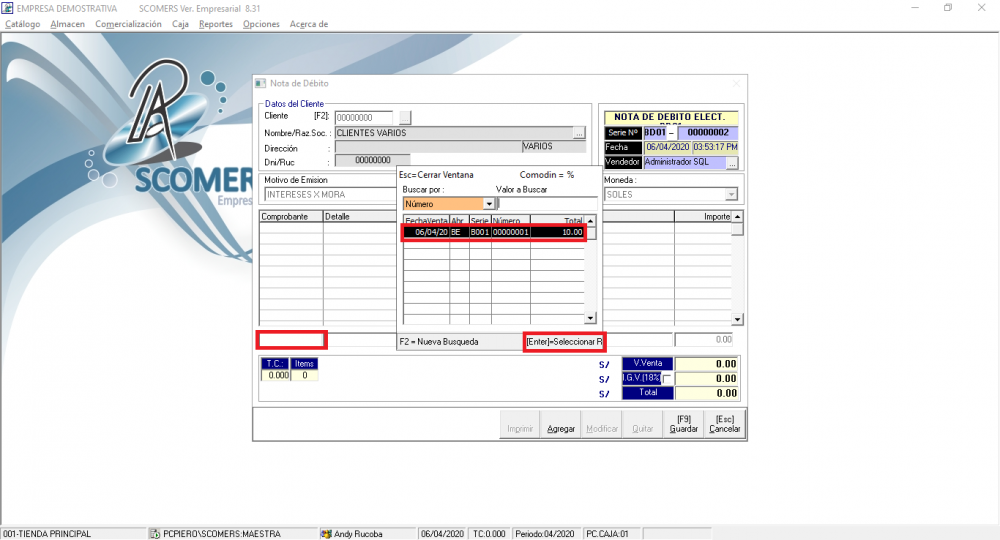 EMPRESA DEMOSTRATIVA SCOMERS Ver. Empresarial 8.31
Catálogo Almacen Comercialización Caja Reportes Opciones Acerca de
Nota de Débito
Datos del Cliente
Cliente [F2]: 00000000 ...
Nombre/Raz.Soc. : CLIENTES VARIOS ...
Dirección : VARIOS
Dni/Ruc : 00000000
NOTA DE DEBITO ELECT.
Serie Nº BD01 - 00000002
Fecha 06/04/2020 03:53:17 PM
Vendedor Administrador SQL ...
Motivo de Emision
INTERESES X MORA
Moneda :
SOLES
Esc=Cerrar Ventana Comodin = %
Buscar por : Valor a Buscar
Número
FechaVenta Abr. Serie Número Total
06/04/20 BE B001 00000001 10.00
F2 = Nueva Busqueda [Enter]=Seleccionar R
Comprobante Detalle Importe
0.00
T.C.: Items
0.000 0
S/ V.Venta 0.00
S/ I.G.V.(18% 0.00
S/ Total 0.00
Imprimir Agregar Modificar Quitar [F9] Guardar [Esc] Cancelar
SCOMER
Empres
001-TIENDA PRINCIPAL PCPIERO\SCOMERS:MAESTRA Andy Rucoba 06/04/2020 TC:0.000 Periodo:04/2020 PC.CAJA:01